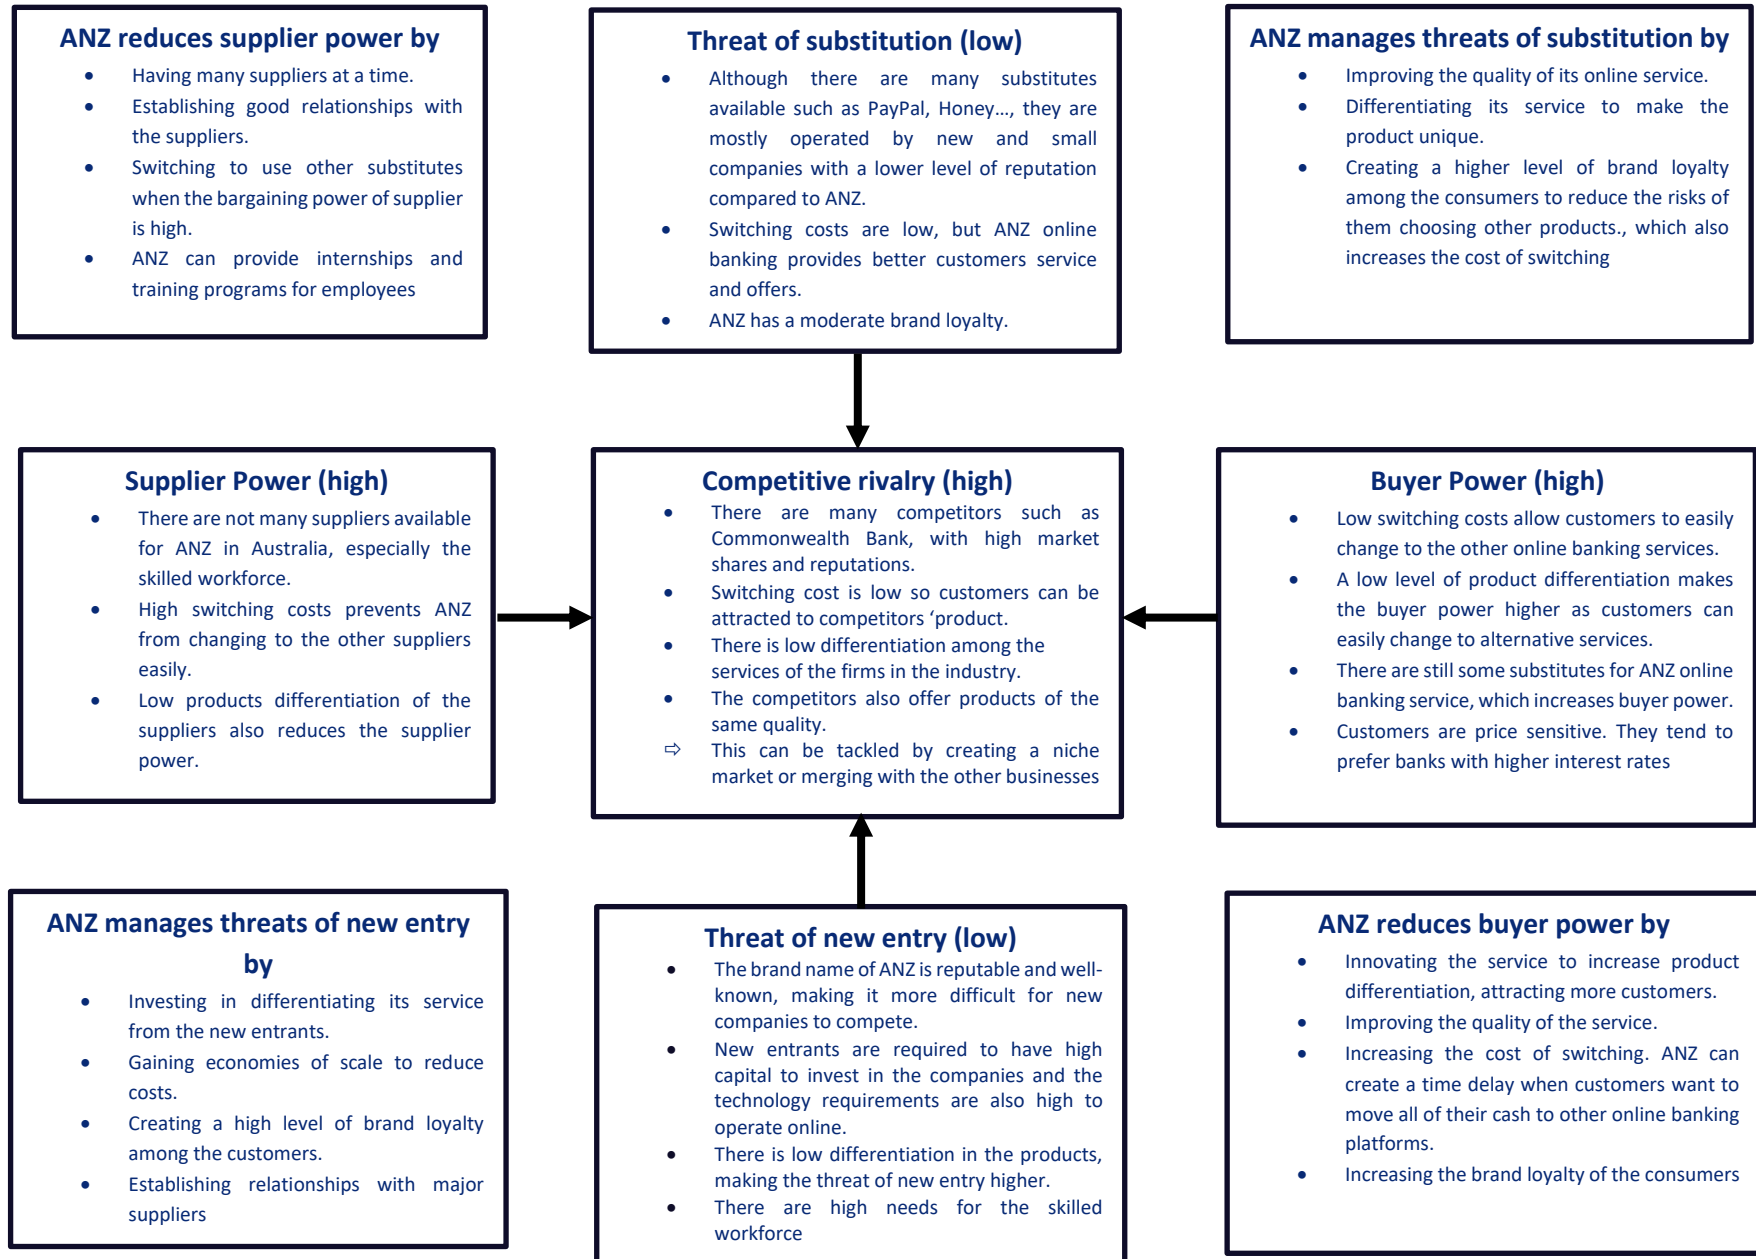 ANZ reduces supplier power by
• Having many suppliers at a time.
• Establishing good relationships with
the suppliers.
• Switching to use other substitutes
when the bargaining power of supplier
is high.
• ANZ can provide internships and
training programs for employees
Threat of substitution (low)
• Although there are many substitutes
available such as PayPal, Honey..., they are
mostly operated by new and small
companies with a lower level of reputation
compared to ANZ.
• Switching costs are low, but ANZ online
banking provides better customers service
and offers.
• ANZ has a moderate brand loyalty.
ANZ manages threats of substitution by
• Improving the quality of its online service.
• Differentiating its service to make the
product unique.
• Creating a higher level of brand loyalty
among the consumers to reduce the risks of
them choosing other products., which also
increases the cost of switching
Supplier Power (high)
• There are not many suppliers available
for ANZ in Australia, especially the
skilled workforce.
• High switching costs prevents ANZ
from changing to the other suppliers
easily.
• Low products differentiation of the
suppliers also reduces the supplier
power.
Competitive rivalry (high)
• There are many competitors such as
Commonwealth Bank, with high market
shares and reputations.
• Switching cost is low so customers can be
attracted to competitors ‘product.
• There is low differentiation among the
services of the firms in the industry.
• The competitors also offer products of the
same quality.
⇨ This can be tackled by creating a niche
market or merging with the other businesses
Buyer Power (high)
• Low switching costs allow customers to easily
change to the other online banking services.
• A low level of product differentiation makes
the buyer power higher as customers can
easily change to alternative services.
• There are still some substitutes for ANZ online
banking service, which increases buyer power.
• Customers are price sensitive. They tend to
prefer banks with higher interest rates
ANZ manages threats of new entry
by
• Investing in differentiating its service
from the new entrants.
• Gaining economies of scale to reduce
costs.
• Creating a high level of brand loyalty
among the customers.
• Establishing relationships with major
suppliers
Threat of new entry (low)
• The brand name of ANZ is reputable and well-
known, making it more difficult for new
companies to compete.
• New entrants are required to have high
capital to invest in the companies and the
technology requirements are also high to
operate online.
• There is low differentiation in the products,
making the threat of new entry higher.
• There are high needs for the skilled
workforce
ANZ reduces buyer power by
• Innovating the service to increase product
differentiation, attracting more customers.
• Improving the quality of the service.
• Increasing the cost of switching. ANZ can
create a time delay when customers want to
move all of their cash to other online banking
platforms.
• Increasing the brand loyalty of the consumers